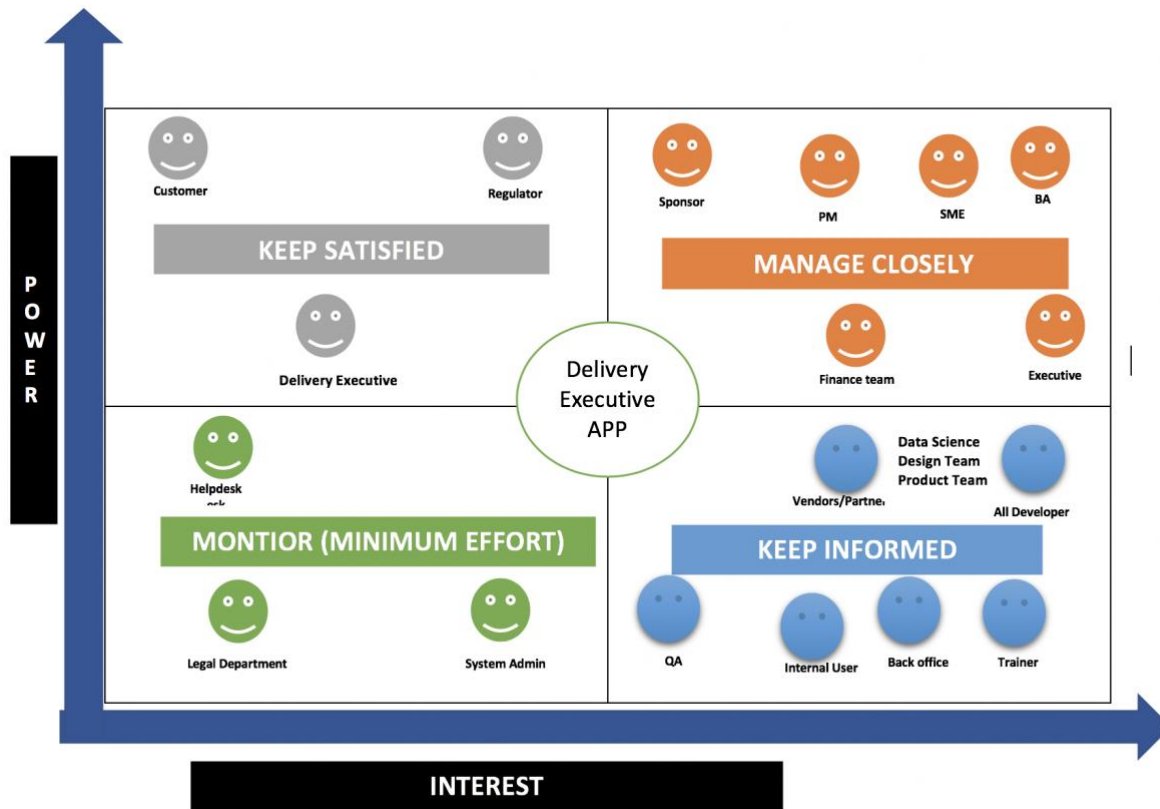 Customer
Regulator
KEEP SATISFIED
Delivery Executive
Sponsor
PM
SME
BA
MANAGE CLOSELY
Finance team
Executive
POWER
Delivery
Executive
APP
Helpdesk
MONTIOR (MINIMUM EFFORT)
Legal Department
System Admin
Vendors/Partner
Data Science
Design Team
Product Team
All Developer
KEEP INFORMED
QA
Internal User
Back office
Trainer
INTEREST